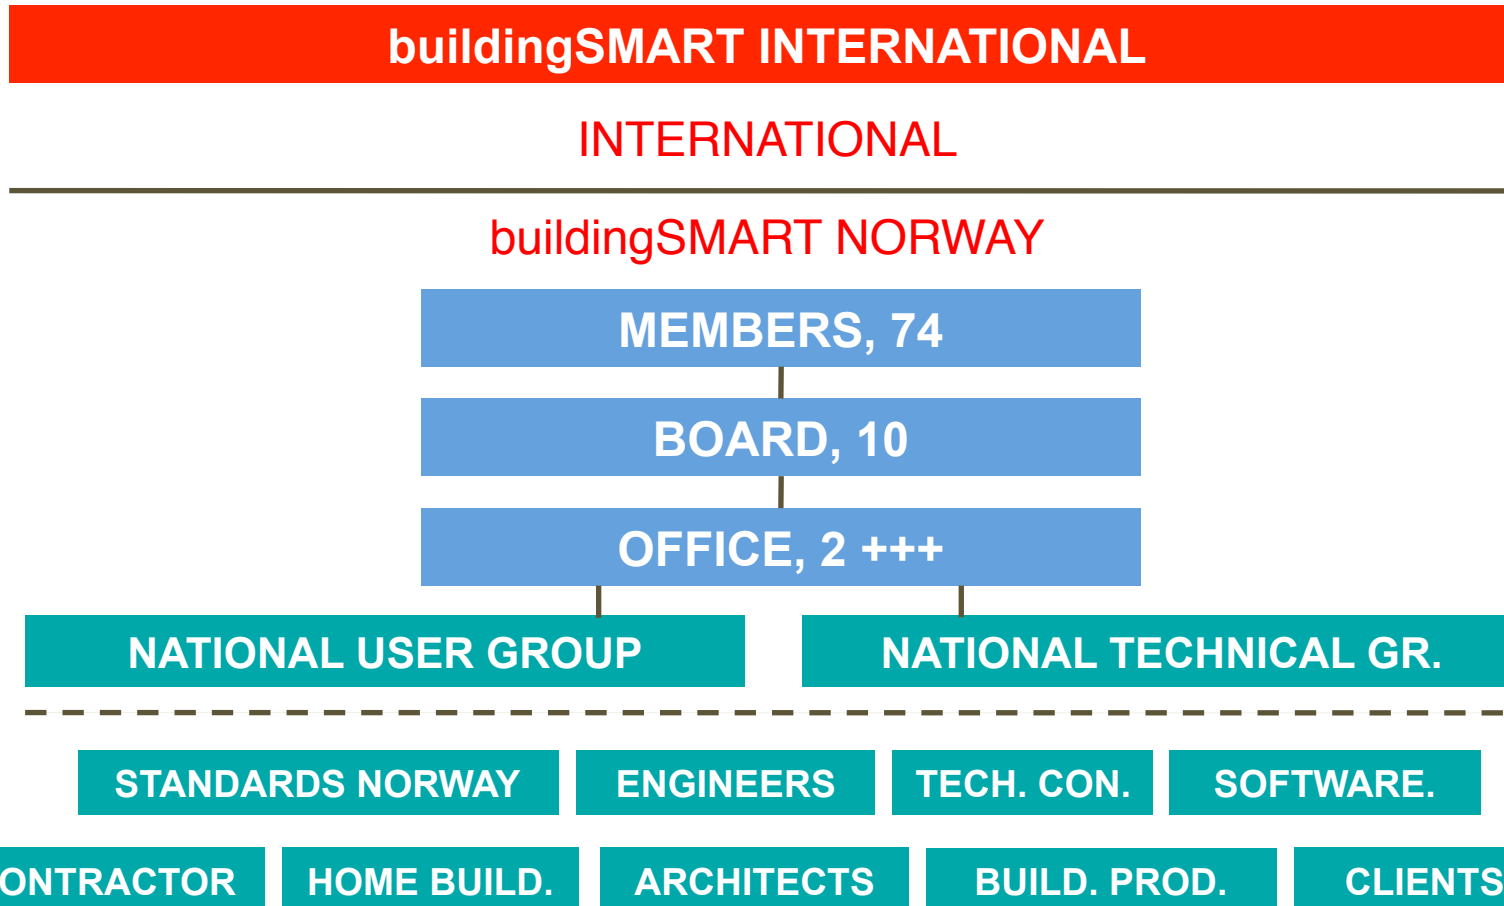 buildingSMART INTERNATIONAL
INTERNATIONAL
buildingSMART NORWAY
MEMBERS, 74
BOARD, 10
OFFICE, 2 +++
NATIONAL USER GROUP
NATIONAL TECHNICAL GR.
STANDARDS NORWAY
ENGINEERS
TECH. CON.
SOFTWARE.
ONTRACTOR
HOME BUILD.
ARCHITECTS
BUILD. PROD.
CLIENTS